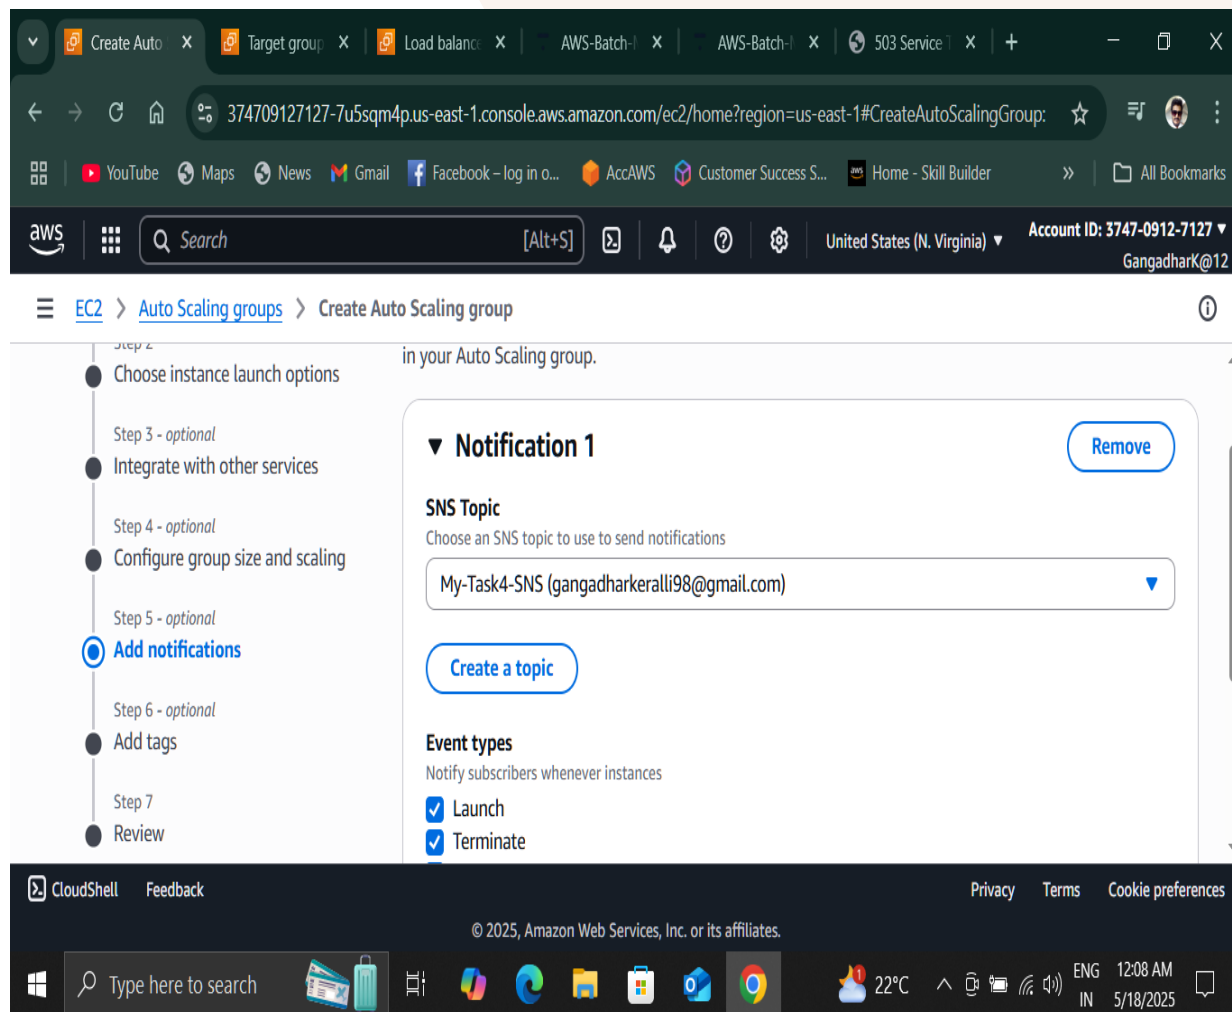 Create Auto
Target group
Load balance
AWS-Batch-
AWS-Batch-
503 Service
374709127127-7u5sqm4p.us-east-1.console.aws.amazon.com/ec2/home?region=us-east-1#CreateAutoScalingGroup:
YouTube Maps News Gmail Facebook – log in o... AccAWS Customer Success S... Home - Skill Builder » All Bookmarks
aws Search [Alt+S] United States (N. Virginia) Account ID: 3747-0912-7127
GangadharK@12
EC2 > Auto Scaling groups > Create Auto Scaling group
Step 2
Choose instance launch options
Step 3 - optional
Integrate with other services
Step 4 - optional
Configure group size and scaling
Step 5 - optional
Add notifications
Step 6 - optional
Add tags
Step 7
Review
in your Auto Scaling group.
Notification 1
Remove
SNS Topic
Choose an SNS topic to use to send notifications
My-Task4-SNS (gangadharkeralli98@gmail.com)
Create a topic
Event types
Notify subscribers whenever instances
Launch
Terminate
CloudShell Feedback Privacy Terms Cookie preferences
© 2025, Amazon Web Services, Inc. or its affiliates.
Type here to search
1
22°C
ENG
IN
12:08 AM
5/18/2025